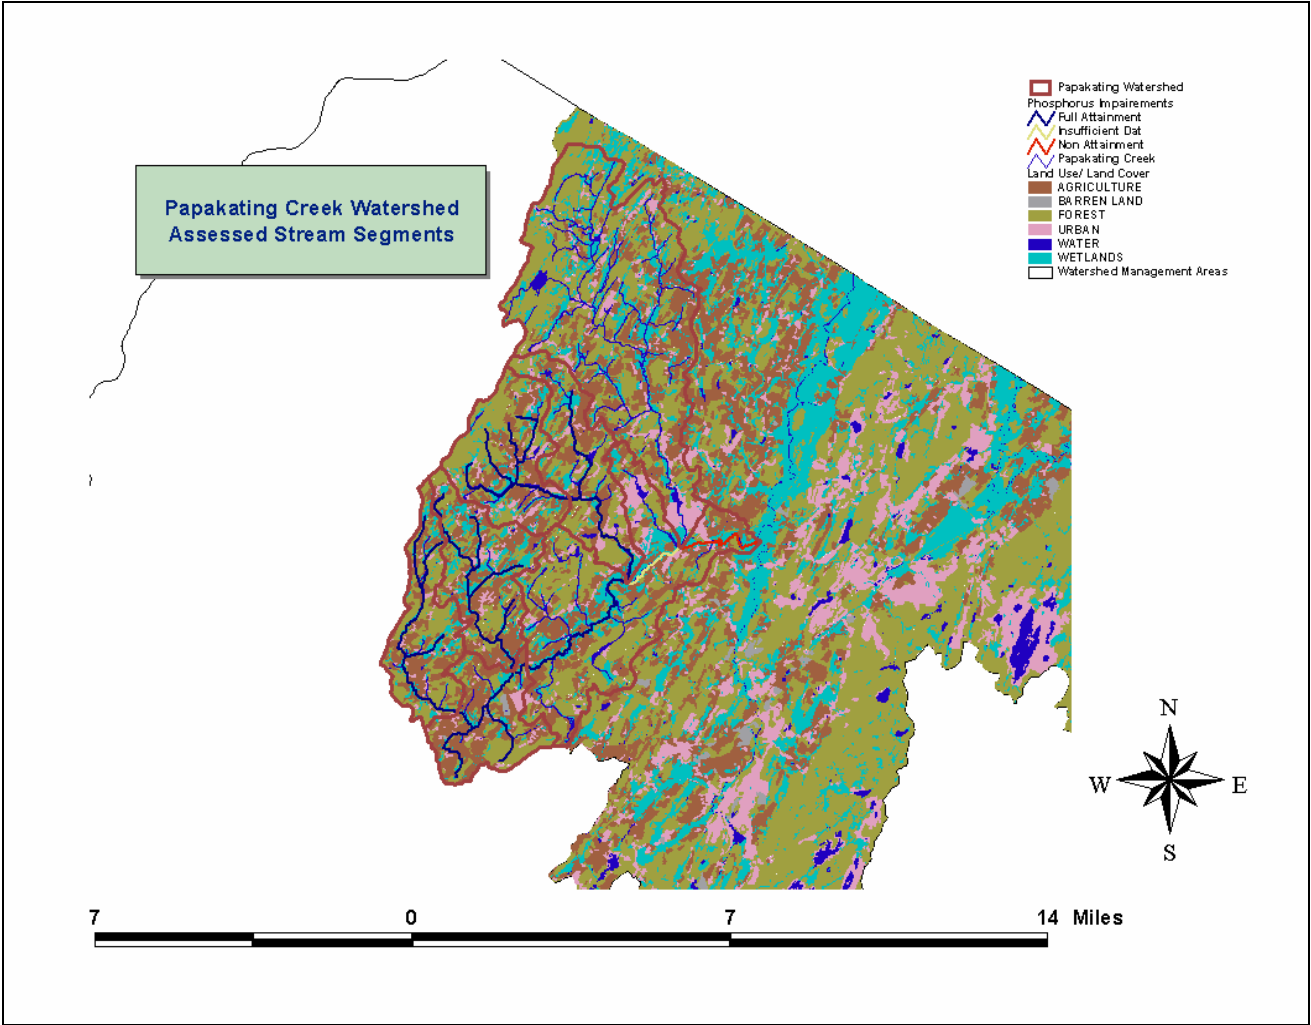 Papakating Creek Watershed
Assessed Stream Segments
Papakating Watershed
Phosphorus Impairements
Full Attainment
Insufficient Dat
Non Attainment
Papakating Creek
Land Use/ Land Cover
AGRICULTURE
BARREN LAND
FOREST
URBAN
WATER
WETLANDS
Watershed Management Areas
N
W E
S
7 0 7 14 Miles